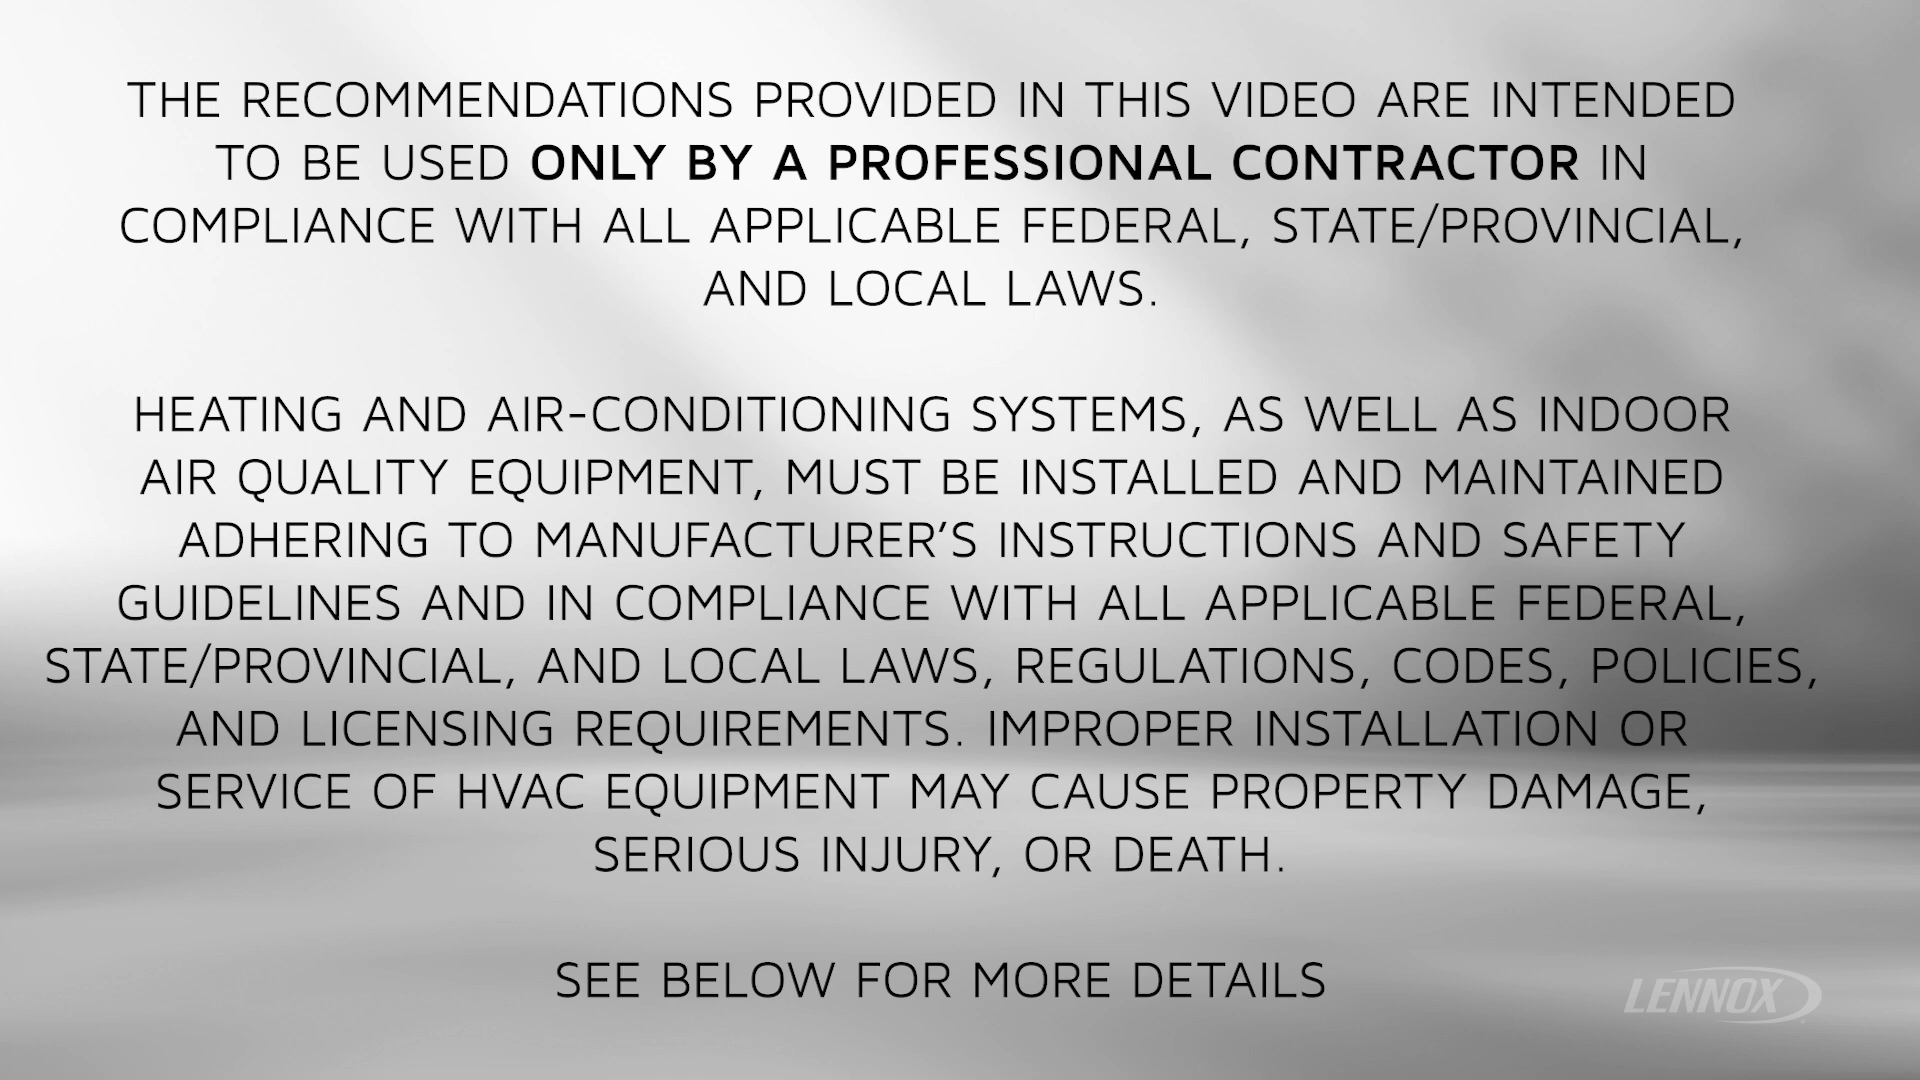 THE RECOMMENDATIONS PROVIDED IN THIS VIDEO ARE INTENDED
TO BE USED ONLY BY A PROFESSIONAL CONTRACTOR IN
COMPLIANCE WITH ALL APPLICABLE FEDERAL, STATE/PROVINCIAL,
AND LOCAL LAWS.
HEATING AND AIR-CONDITIONING SYSTEMS, AS WELL AS INDOOR
AIR QUALITY EQUIPMENT, MUST BE INSTALLED AND MAINTAINED
ADHERING TO MANUFACTURER’S INSTRUCTIONS AND SAFETY
GUIDELINES AND IN COMPLIANCE WITH ALL APPLICABLE FEDERAL,
STATE/PROVINCIAL, AND LOCAL LAWS, REGULATIONS, CODES, POLICIES,
AND LICENSING REQUIREMENTS. IMPROPER INSTALLATION OR
SERVICE OF HVAC EQUIPMENT MAY CAUSE PROPERTY DAMAGE,
SERIOUS INJURY, OR DEATH.
SEE BELOW FOR MORE DETAILS
LENNOX